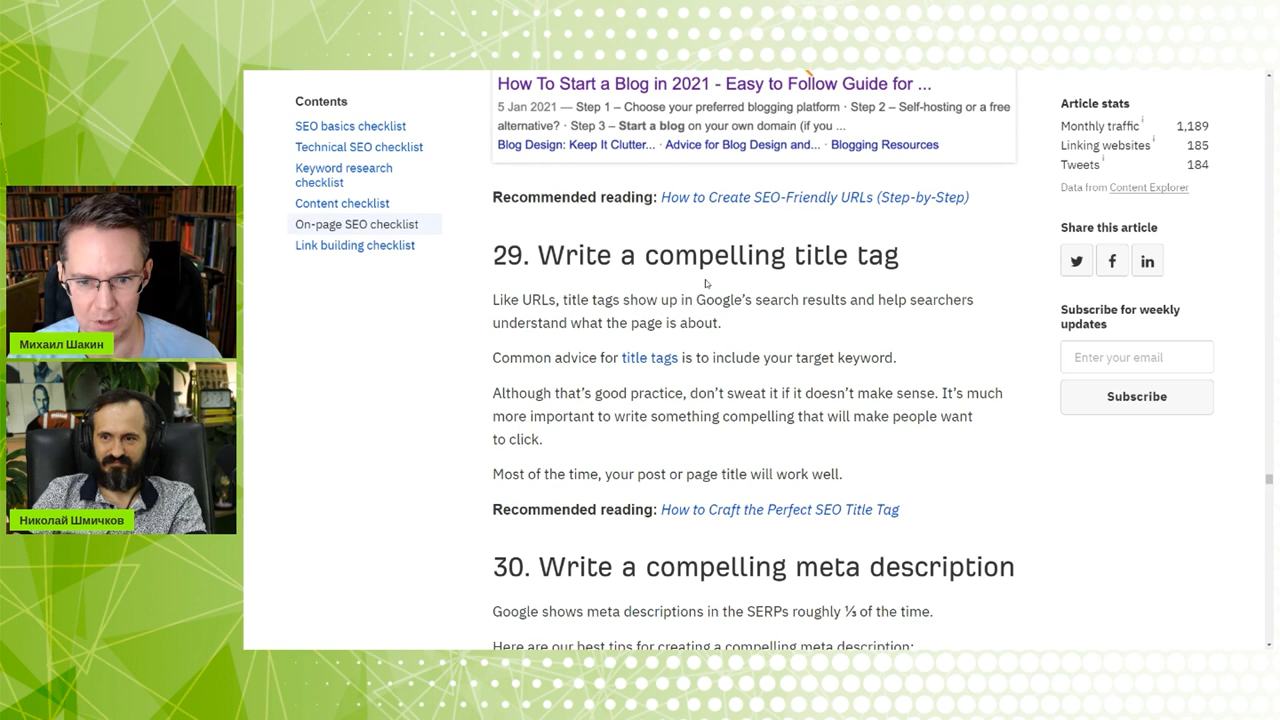 Contents
SEO basics checklist
Technical SEO checklist
Keyword research
checklist
Content checklist
On-page SEO checklist
Link building checklist
Михаил Шакин
Николай Шмичков
How To Start a Blog in 2021 - Easy to Follow Guide for ...
5 Jan 2021 — Step 1 – Choose your preferred blogging platform · Step 2 – Self-hosting or a free
alternative? · Step 3 – Start a blog on your own domain (if you ...
Blog Design: Keep It Clutter... · Advice for Blog Design and... · Blogging Resources
Recommended reading: How to Create SEO-Friendly URLs (Step-by-Step)
29. Write a compelling title tag
Like URLs, title tags show up in Google’s search results and help searchers
understand what the page is about.
Common advice for title tags is to include your target keyword.
Although that’s good practice, don’t sweat it if it doesn’t make sense. It’s much
more important to write something compelling that will make people want
to click.
Most of the time, your post or page title will work well.
Recommended reading: How to Craft the Perfect SEO Title Tag
30. Write a compelling meta description
Google shows meta descriptions in the SERPs roughly ⅓ of the time.
Here are our best tips for creating a compelling meta description:
Article stats
Monthly traffic i 1,189
Linking websites i 185
Tweets i 184
Data from Content Explorer
Share this article
Subscribe for weekly
updates
Enter your email
Subscribe